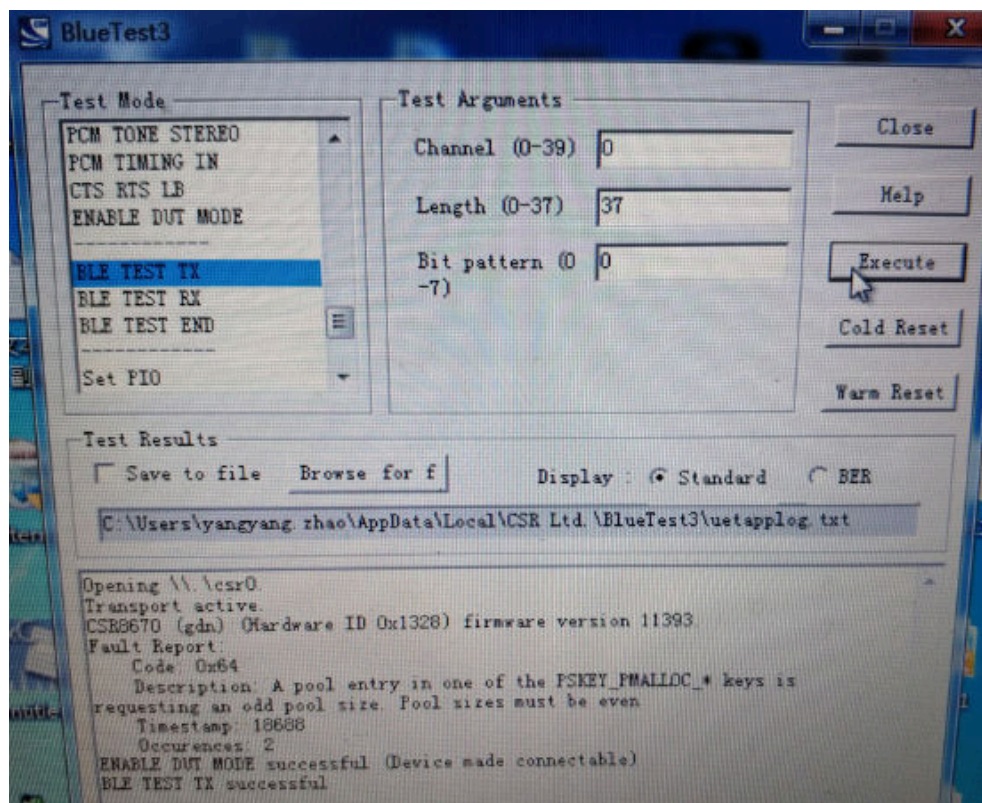 BlueTest3
Test Mode
PCM TONE STEREO
PCM TIMING IN
CTS RTS LB
ENABLE DUT MODE
------------
BLE TEST TX
BLE TEST RX
BLE TEST END
------------
Set PIO
Test Arguments
Channel (0-39) 0
Length (0-37) 37
Bit pattern (0 0
-7)
Close
Help
Execute
Cold Reset
Warm Reset
Test Results
Save to file Browse for f Display : Standard BER
C:\Users\yangyang.zhao\AppData\Local\CSR Ltd.\BlueTest3\uetapplog.txt
Opening \\.\csr0.
Transport active.
CSR8670 (gdn) (Hardware ID 0x1328) firmware version 11393
Fault Report:
Code: 0x64
Description: A pool entry in one of the PSKEY_PMALLOC_* keys is
requesting an odd pool size. Pool sizes must be even
Timestamp: 18688
Occurences: 2
ENABLE DUT MODE successful (Device made connectable)
BLE TEST TX successful